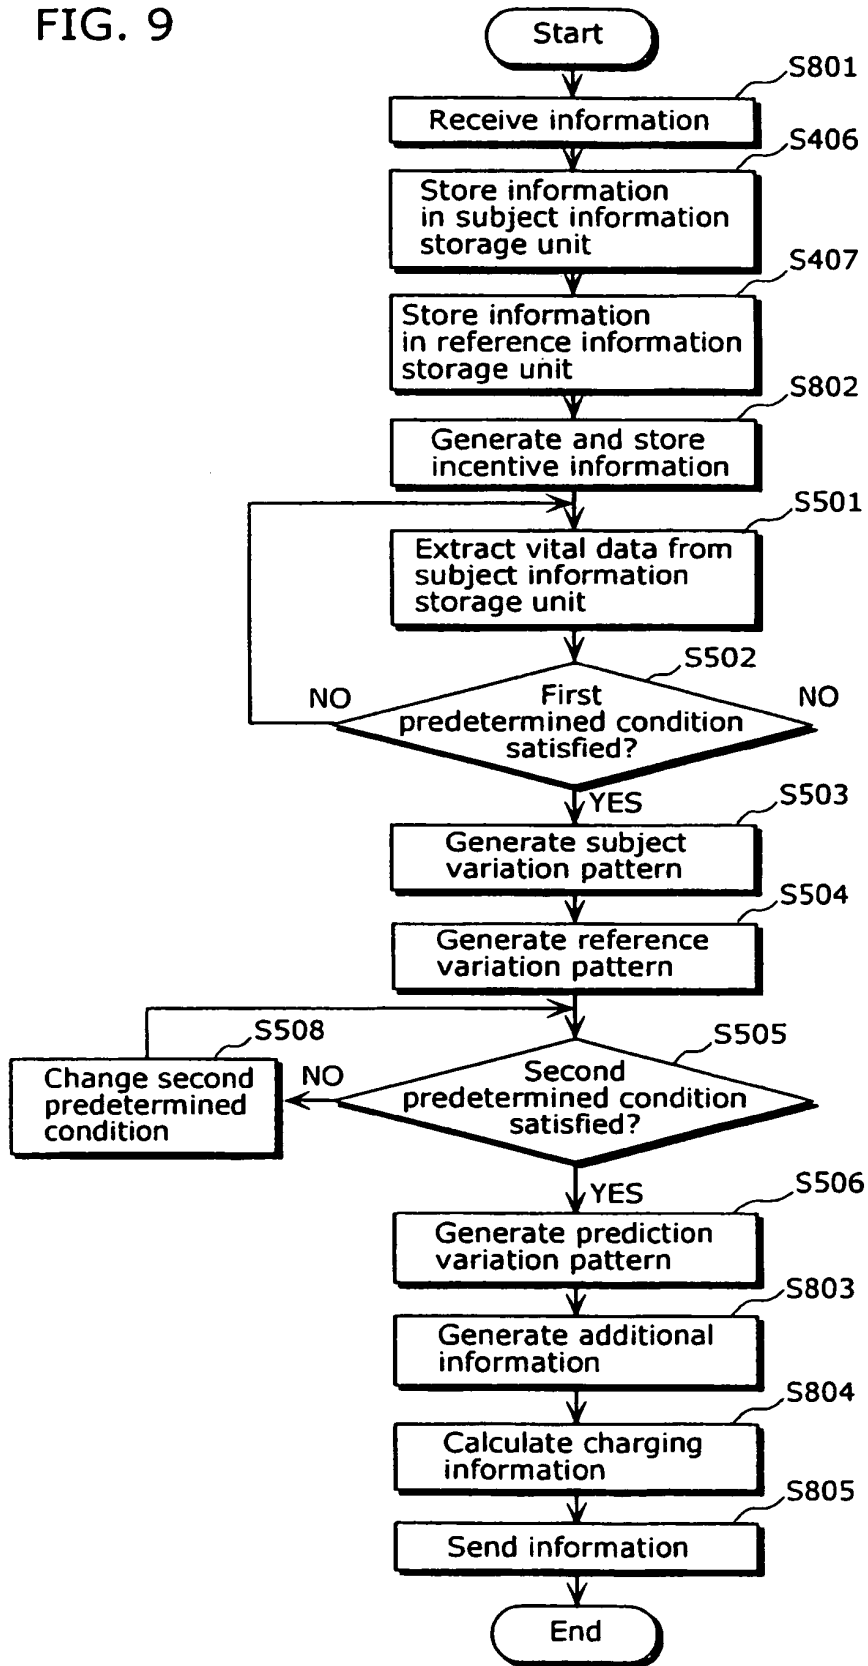 FIG. 9
Start
S801
Receive information
S406
Store information
in subject information
storage unit
S407
Store information
in reference information
storage unit
S802
Generate and store
incentive information
S501
Extract vital data from
subject information
storage unit
S502
NO
First
predetermined condition
satisfied?
NO
YES
S503
Generate subject
variation pattern
S504
Generate reference
variation pattern
S508
Change second
predetermined
condition
NO
S505
Second
predetermined condition
satisfied?
YES
S506
Generate prediction
variation pattern
S803
Generate additional
information
S804
Calculate charging
information
S805
Send information
End